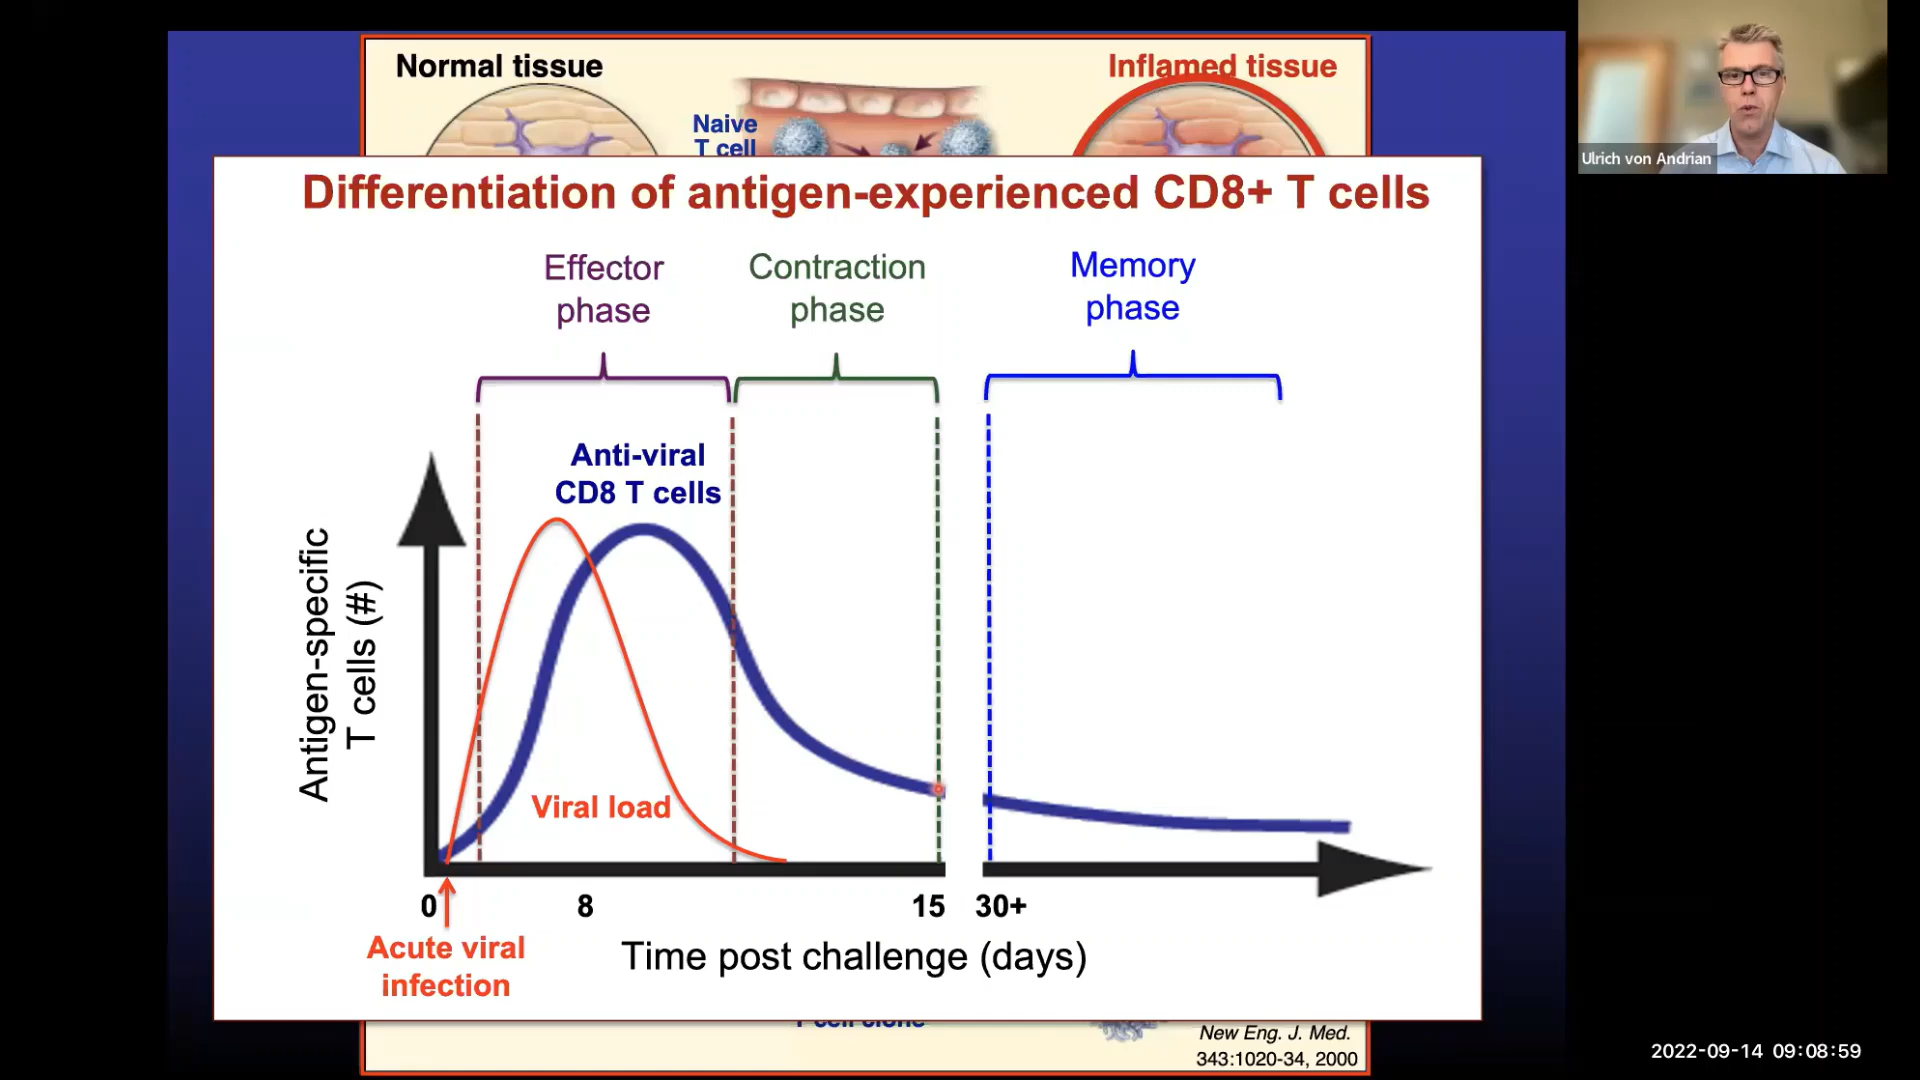 Normal tissue
Inflamed tissue
Naive
T cell
Ulrich von Andrian
Differentiation of antigen-experienced CD8+ T cells
Effector
phase
Contraction
phase
Memory
phase
Anti-viral
CD8 T cells
Antigen-specific
T cells (#)
Viral load
0
8
15
30+
Acute viral
infection
Time post challenge (days)
T cell clone
New Eng. J. Med.
343:1020-34, 2000
2022-09-14 09:08:59